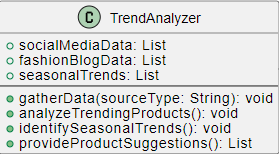 C TrendAnalyzer
socialMediaData: List
fashionBlogData: List
seasonalTrends: List
gatherData(sourceType: String): void
analyzeTrendingProducts(): void
identifySeasonalTrends(): void
provideProductSuggestions(): List